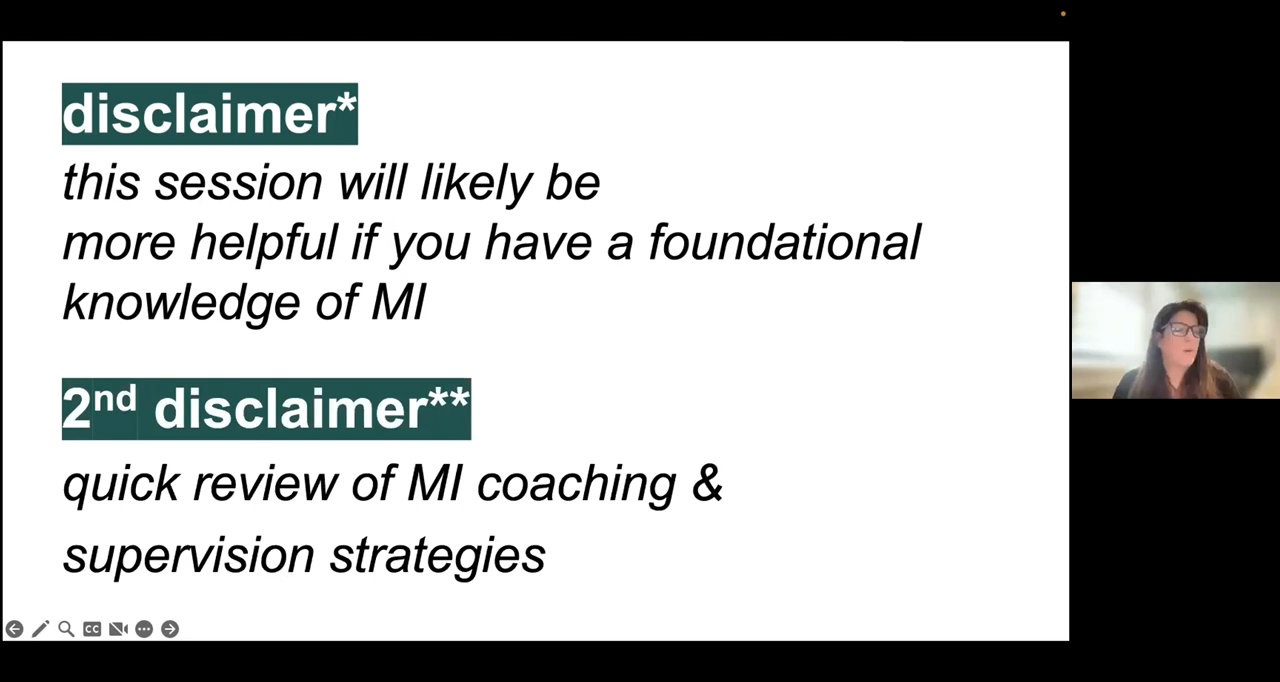 disclaimer*
this session will likely be
more helpful if you have a foundational
knowledge of MI
2nd disclaimer**
quick review of MI coaching &
supervision strategies
CC